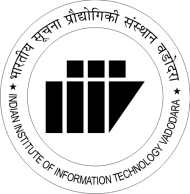 ★ भारतीय सूचना प्रौद्योगिकी संस्थान वडोदरा ★
INDIAN INSTITUTE OF INFORMATION TECHNOLOGY VADODARA